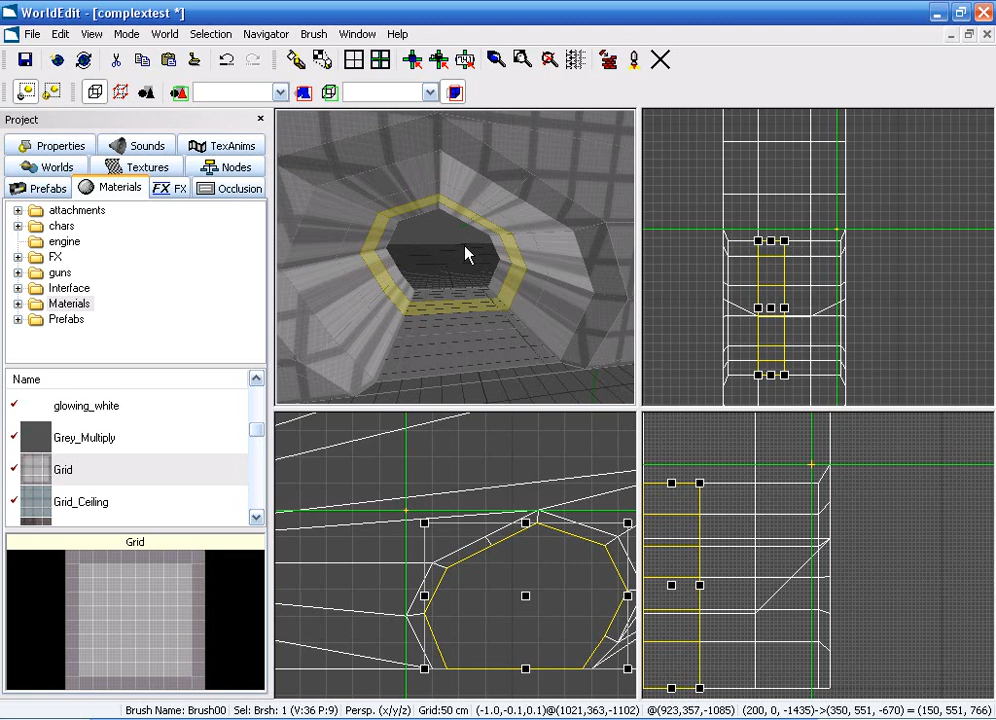 WorldEdit - [complextest *]
File Edit View Mode World Selection Navigator Brush Window Help
Project
Properties Sounds TexAnims
Worlds Textures Nodes
Prefabs Materials FX FX Occlusion
attachments
chars
engine
FX
guns
Interface
Materials
Prefabs
Name
glowing_white
Grey_Multiply
Grid
Grid_Ceiling
Grid
Brush Name: Brush00 Sel: Brsh: 1 (V:36 P:9) Persp. (x/y/z) Grid:50 cm (-1.0,-0.1,0.1)@(1021,363,-1102) @(923,357,-1085) (200, 0, -1435)->(350, 551, -670) = (150, 551, 766)